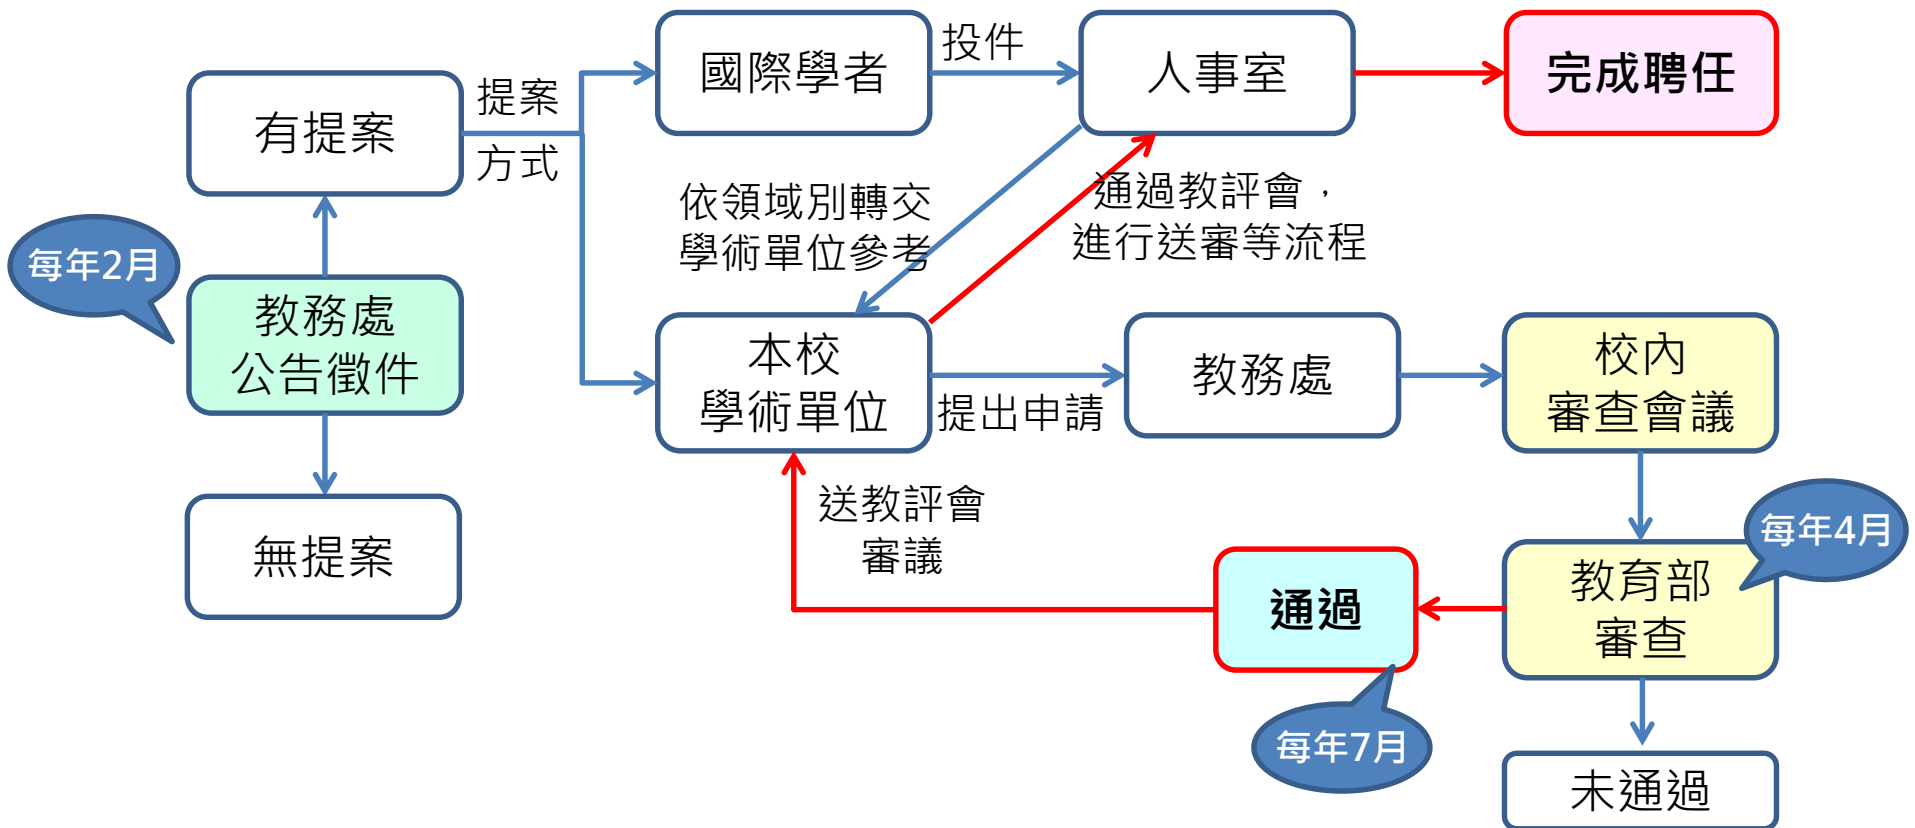 國際學者
投件
人事室
完成聘任
有提案
提案
方式
依領域別轉交
學術單位參考
通過教評會，
進行送審等流程
每年2月
教務處
公告徵件
本校
學術單位
提出申請
教務處
校內
審查會議
無提案
送教評會
審議
通過
每年4月
教育部
審查
每年7月
未通過